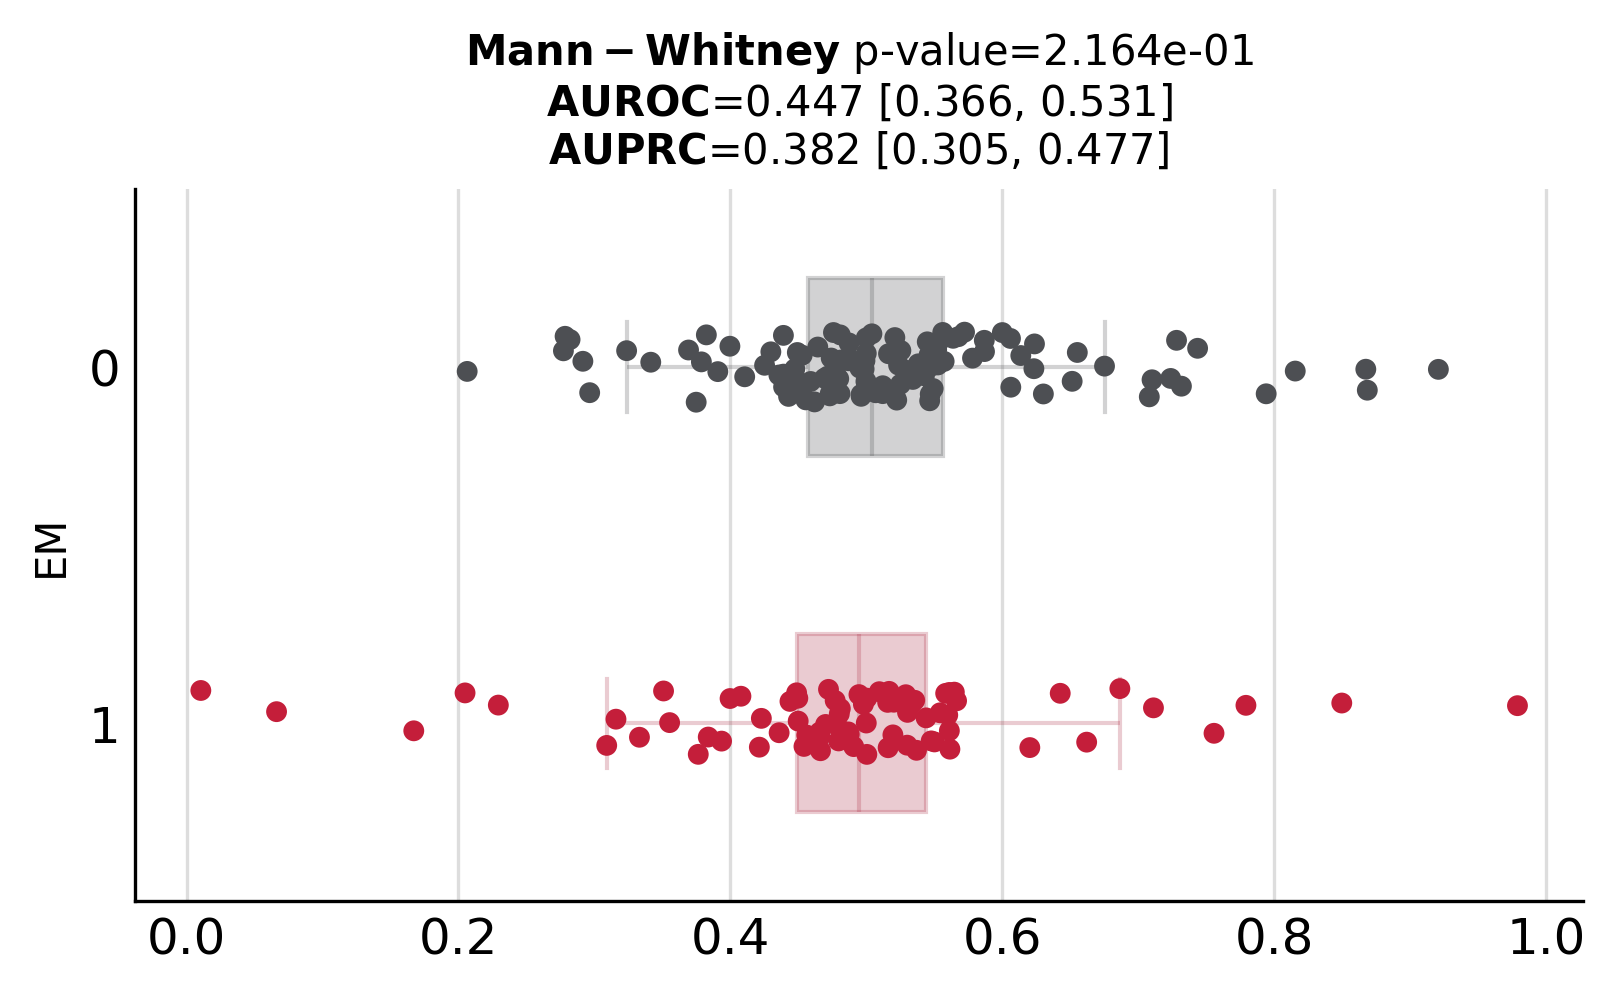 Mann − Whitney p-value=2.164e-01
AUROC=0.447 [0.366, 0.531]
AUPRC=0.382 [0.305, 0.477]
0
EM
1
0.0 0.2 0.4 0.6 0.8 1.0